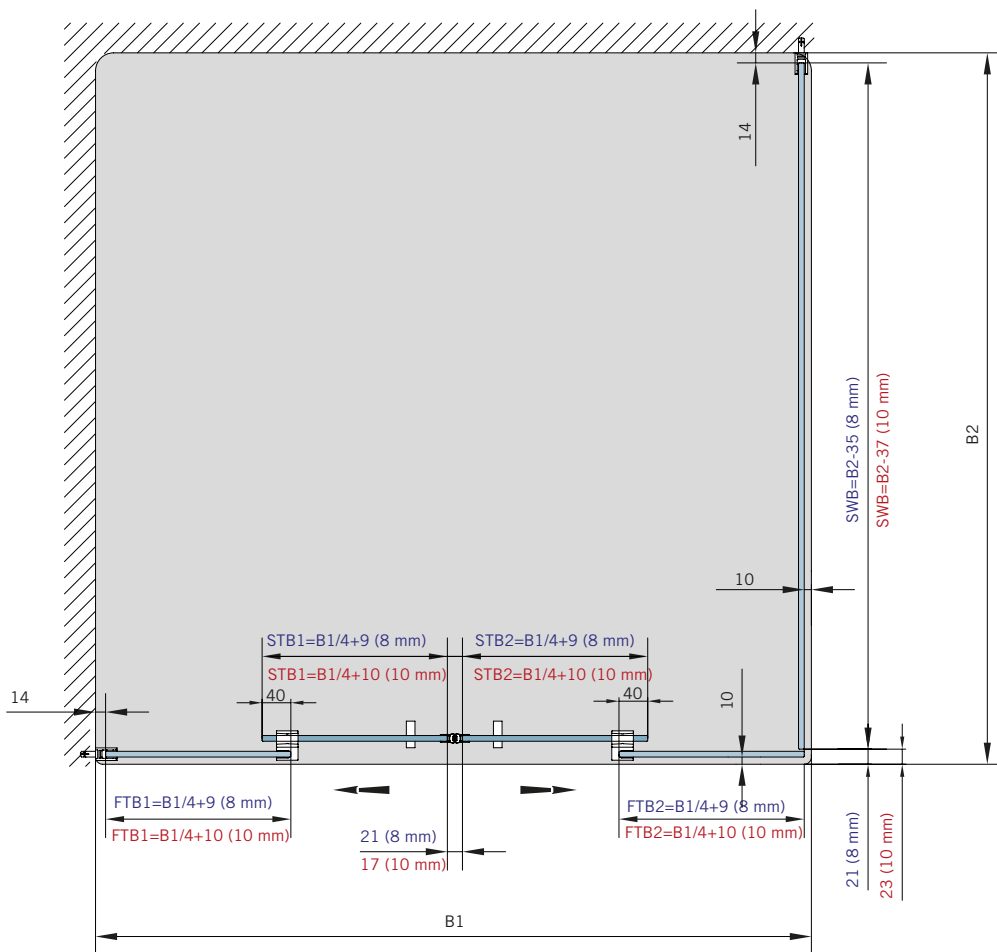 14
SWB=B2-35 (8 mm)
SWB=B2-37 (10 mm)
B2
10
STB1=B1/4+9 (8 mm)
STB2=B1/4+9 (8 mm)
STB1=B1/4+10 (10 mm)
STB2=B1/4+10 (10 mm)
14
40
40
10
FTB1=B1/4+9 (8 mm)
FTB2=B1/4+9 (8 mm)
FTB1=B1/4+10 (10 mm)
FTB2=B1/4+10 (10 mm)
21 (8 mm)
17 (10 mm)
21 (8 mm)
23 (10 mm)
B1